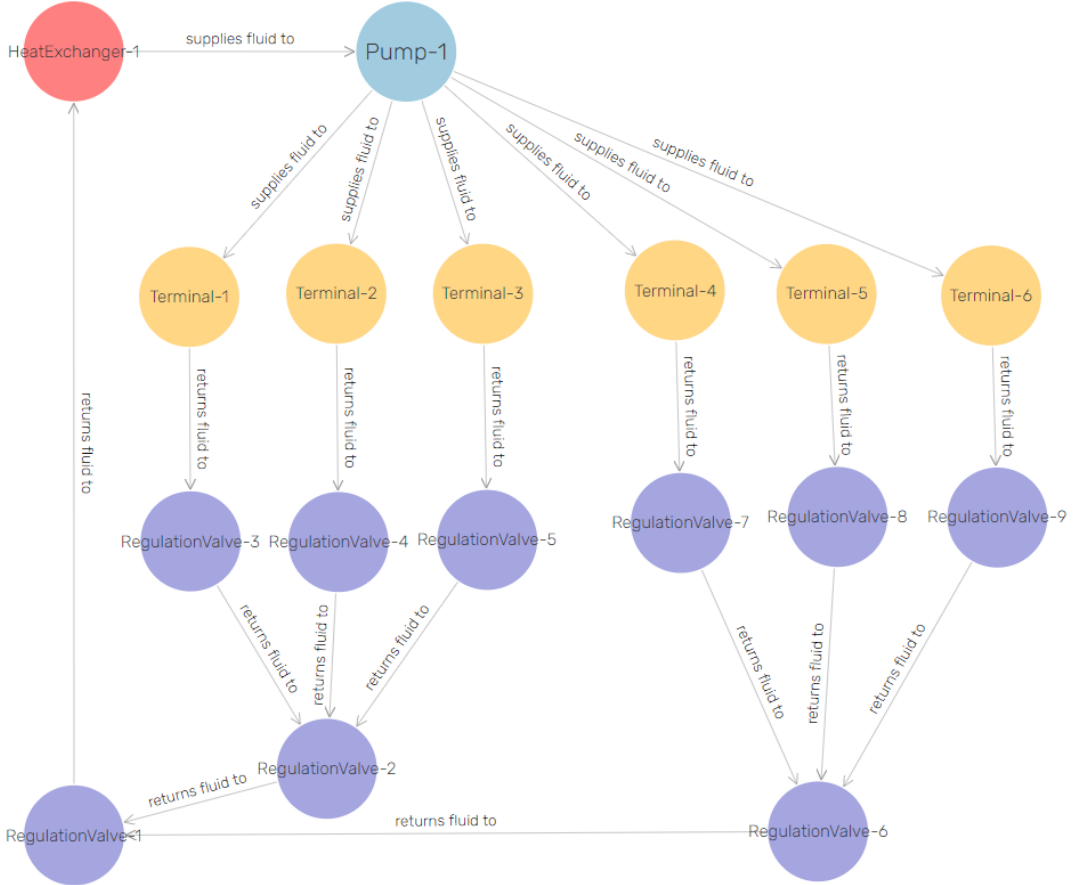 HeatExchanger-1
supplies fluid to
Pump-1
supplies fluid to
supplies fluid to
supplies fluid to
supplies fluid to
supplies fluid to
supplies fluid to
Terminal-1
Terminal-2
Terminal-3
Terminal-4
Terminal-5
Terminal-6
returns fluid to
returns fluid to
returns fluid to
returns fluid to
returns fluid to
returns fluid to
returns fluid to
RegulationValve-3
RegulationValve-4
RegulationValve-5
RegulationValve-7
RegulationValve-8
RegulationValve-9
returns fluid to
returns fluid to
returns fluid to
returns fluid to
returns fluid to
returns fluid to
RegulationValve-2
returns fluid to
RegulationValve-1
returns fluid to
RegulationValve-6